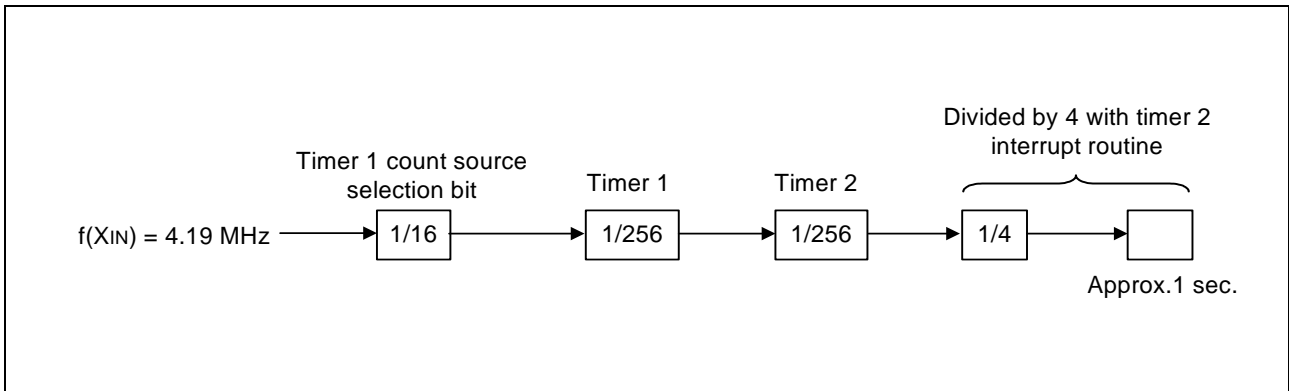 Divided by 4 with timer 2
interrupt routine
Timer 1 count source
selection bit
Timer 1
Timer 2
f(XIN) = 4.19 MHz
1/16
1/256
1/256
1/4
Approx.1 sec.